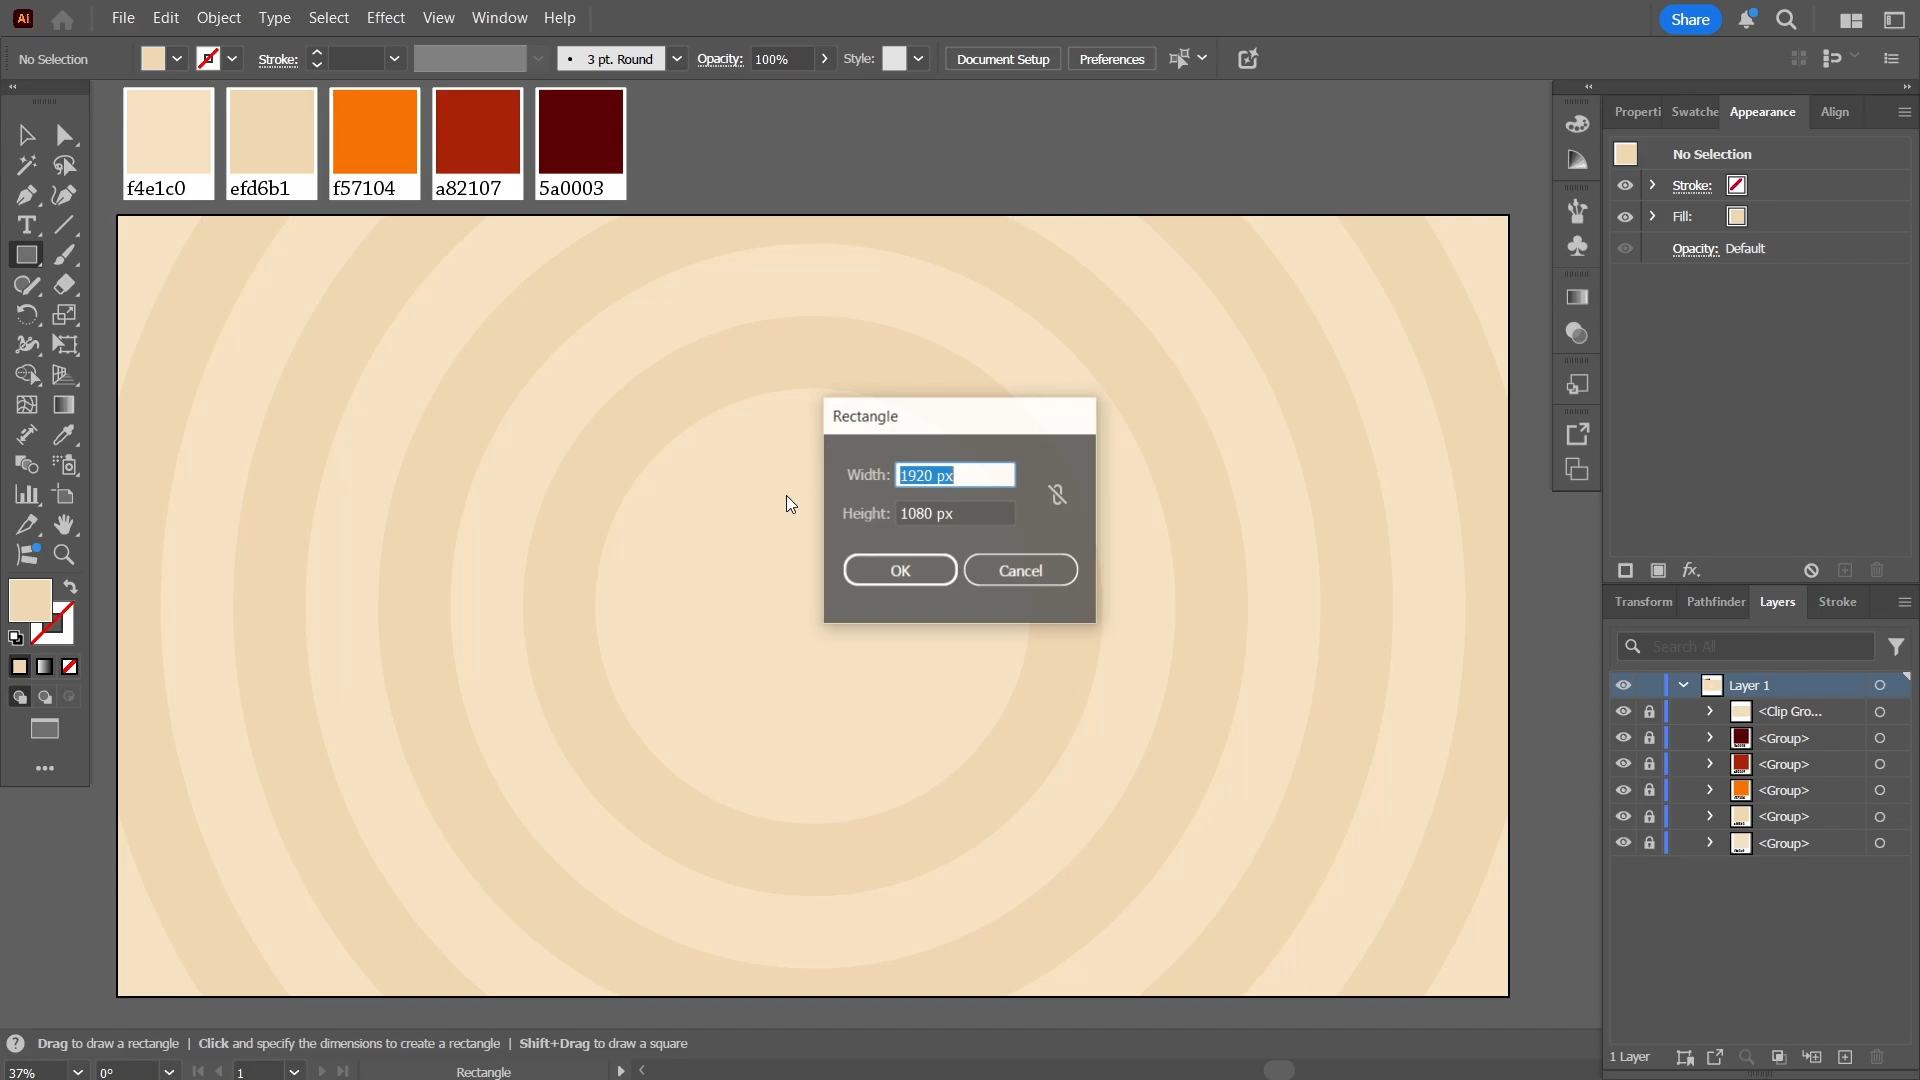 Ai File Edit Object Type Select Effect View Window Help Share
No Selection Stroke: 3 pt. Round Opacity: 100% Style: Document Setup Preferences
f4e1c0 efd6b1 f57104 a82107 5a0003
Properti Swatche Appearance Align
No Selection
Stroke:
Fill:
Opacity: Default
fx.
Rectangle
Width: 1920 px
Height: 1080 px
OK Cancel
Transform Pathfinder Layers Stroke
Search All
Layer 1
<Clip Gro...
<Group>
<Group>
<Group>
<Group>
<Group>
1 Layer
Drag to draw a rectangle | Click and specify the dimensions to create a rectangle | Shift+Drag to draw a square
37% 0° 1 Rectangle